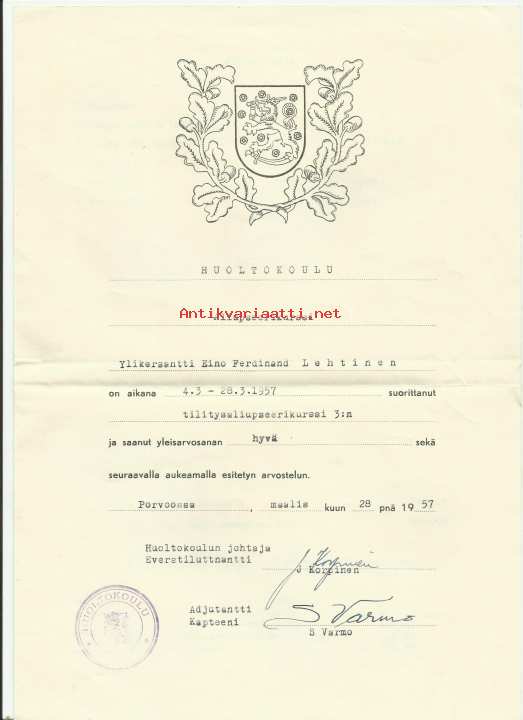 HUOLTOKOULU
Antikvariaatti.net
Ylikersantti Eino Ferdinand Lehtinen
on aikana 4.3 - 28.3.1957 suorittanut
tilitysaliupseerikurssi 3:n
ja saanut yleisarvosanan hyvä sekä
seuraavalla aukeamalla esitetyn arvostelun.
Porvoossa , maalis kuun 28 pnä 19 57
Huoltokoulun johtaja
Everstiluutnantti
J Korpinen
J Korpinen
Adjutantti
Kapteeni
S Varmo
S Varmo
HUOLTOKOULU